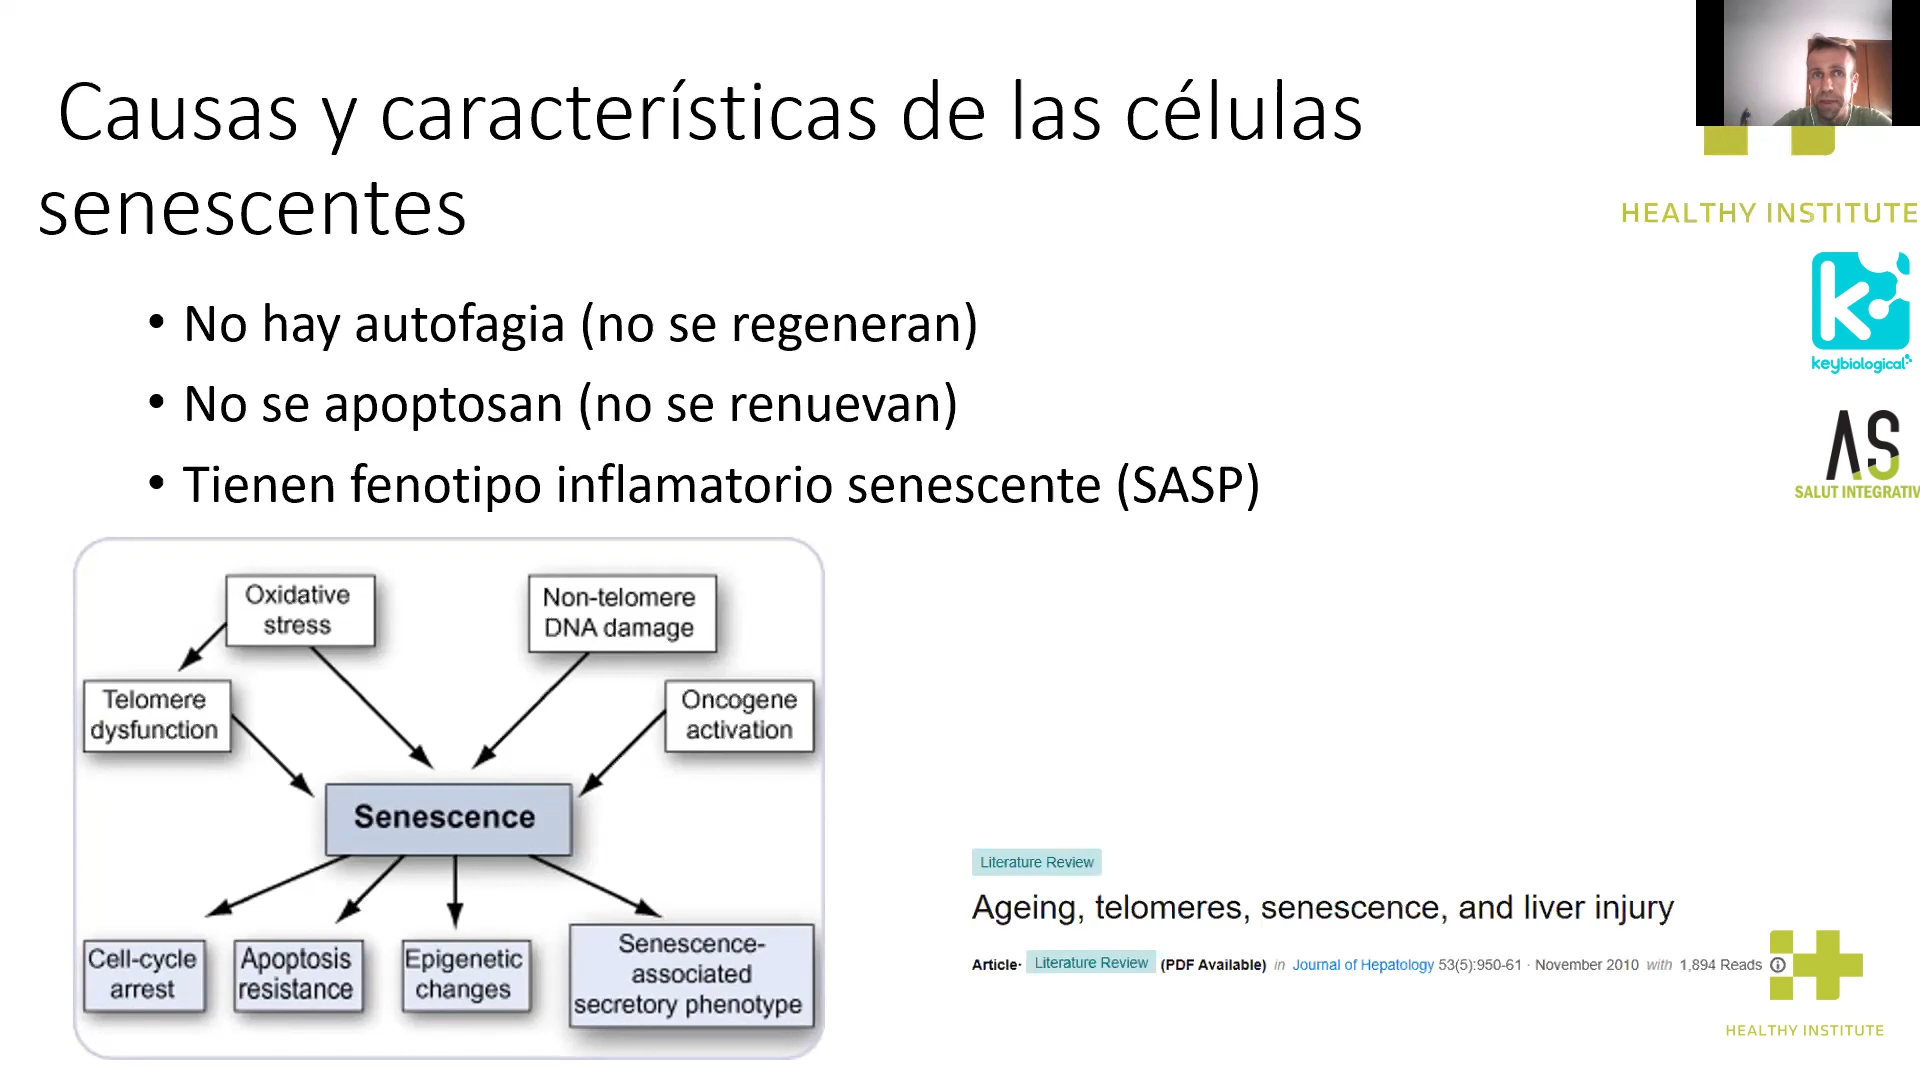 Causas y características de las células
senescentes
• No hay autofagia (no se regeneran)
• No se apoptosan (no se renuevan)
• Tienen fenotipo inflamatorio senescente (SASP)
HEALTHY INSTITUTE
keybiological
AS
SALUT INTEGRATIV
Oxidative
stress
Non-telomere
DNA damage
Telomere
dysfunction
Oncogene
activation
Senescence
Cell-cycle
arrest
Apoptosis
resistance
Epigenetic
changes
Senescence-
associated
secretory phenotype
Literature Review
Ageing, telomeres, senescence, and liver injury
Article· Literature Review (PDF Available) in Journal of Hepatology 53(5):950-61 · November 2010 with 1,894 Reads
HEALTHY INSTITUTE